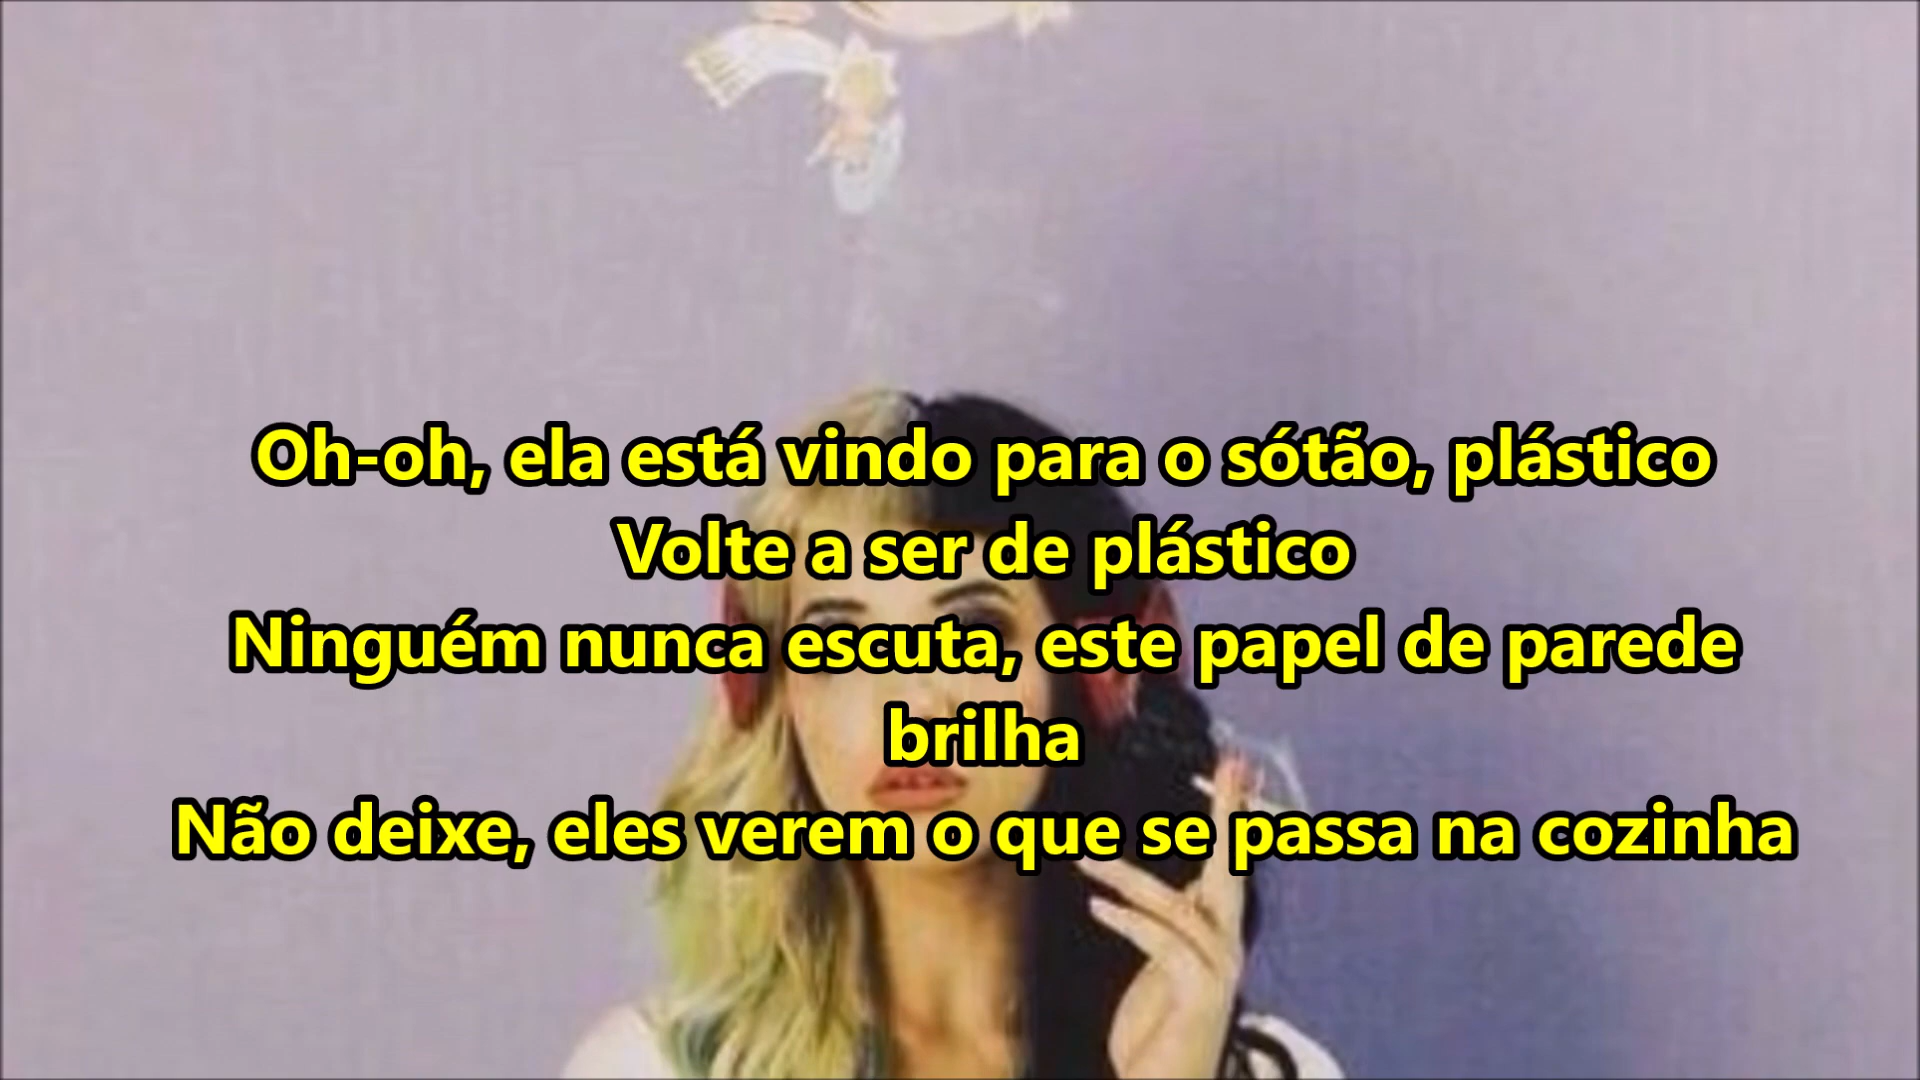 Oh-oh, ela está vindo para o sótão, plástico
Volte a ser de plástico
Ninguém nunca escuta, este papel de parede
brilha
Não deixe, eles verem o que se passa na cozinha